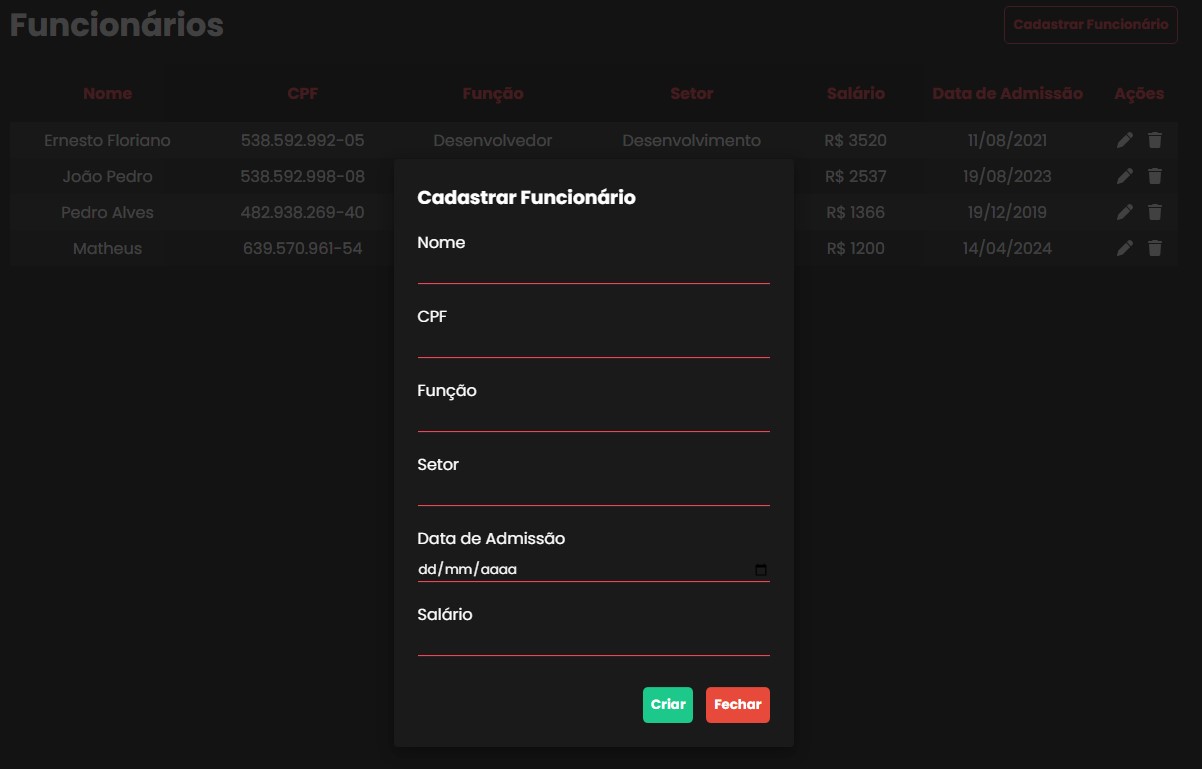 Funcionários
Cadastrar Funcionário
Nome CPF Função Setor Salário Data de Admissão Ações
Ernesto Floriano 538.592.992-05 Desenvolvedor Desenvolvimento R$ 3520 11/08/2021
João Pedro 538.592.998-08 R$ 2537 19/08/2023
Pedro Alves 482.938.269-40 R$ 1366 19/12/2019
Matheus 639.570.961-54 R$ 1200 14/04/2024
Cadastrar Funcionário
Nome
CPF
Função
Setor
Data de Admissão
dd/mm/aaaa
Salário
Criar Fechar